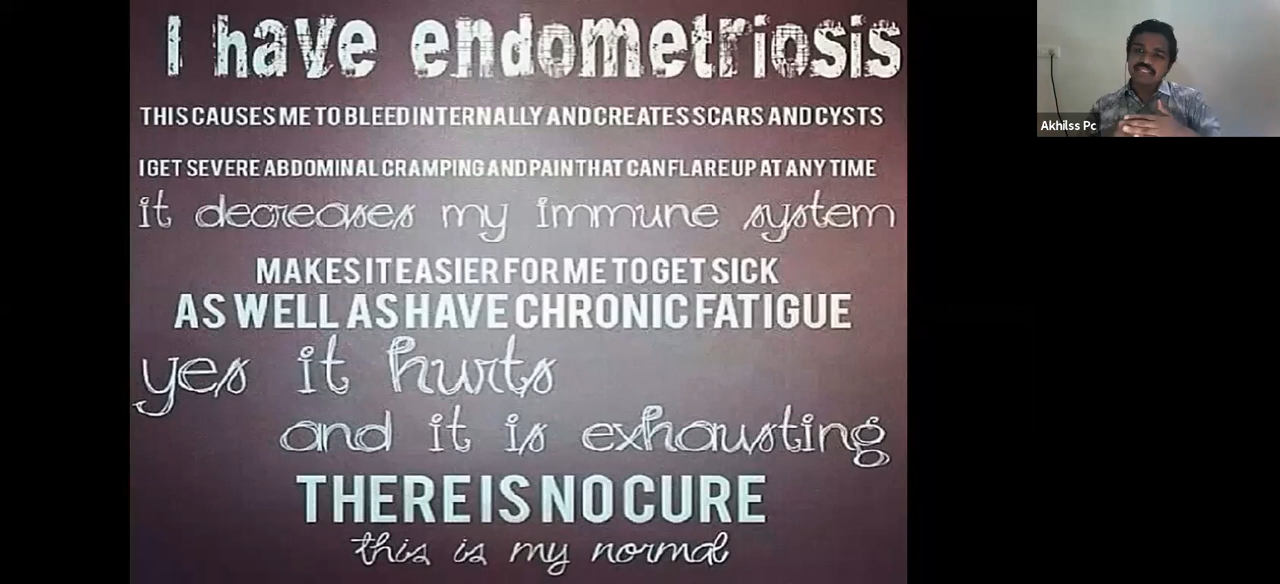 I have endometriosis
THIS CAUSES ME TO BLEED INTERNALLY AND CREATES SCARS AND CYSTS
I GET SEVERE ABDOMINAL CRAMPING AND PAIN THAT CAN FLARE UP AT ANY TIME
it decreases my immune system
MAKES IT EASIER FOR ME TO GET SICK
AS WELL AS HAVE CHRONIC FATIGUE
yes it hurts
and it is exhausting
THERE IS NO CURE
this is my normal
Akhilss Pc